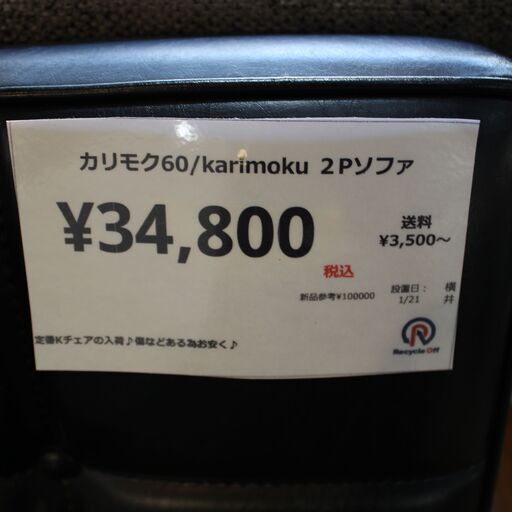 カリモク60/karimoku ２Pソファ
¥34,800
税込
送料
¥3,500～
新品参考¥100000
設置日：
1/21
横井
定番Kチェアの入荷♪傷などある為お安く♪
Recycle Off